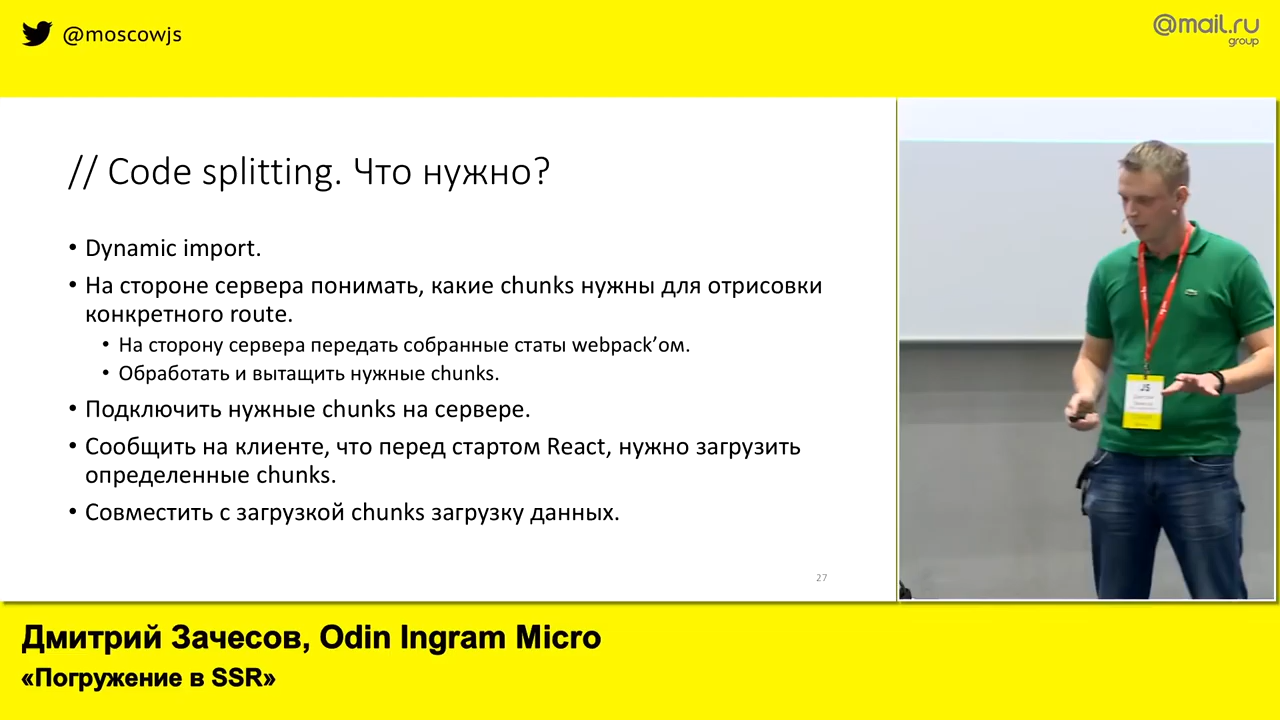 @moscowjs
@mail.ru
group
// Code splitting. Что нужно?
• Dynamic import.
• На стороне сервера понимать, какие chunks нужны для отрисовки
конкретного route.
• На сторону сервера передать собранные статы webpack’ом.
• Обработать и вытащить нужные chunks.
• Подключить нужные chunks на сервере.
• Сообщить на клиенте, что перед стартом React, нужно загрузить
определенные chunks.
• Совместить с загрузкой chunks загрузку данных.
27
JS
Дмитрий Зачесов, Odin Ingram Micro
«Погружение в SSR»